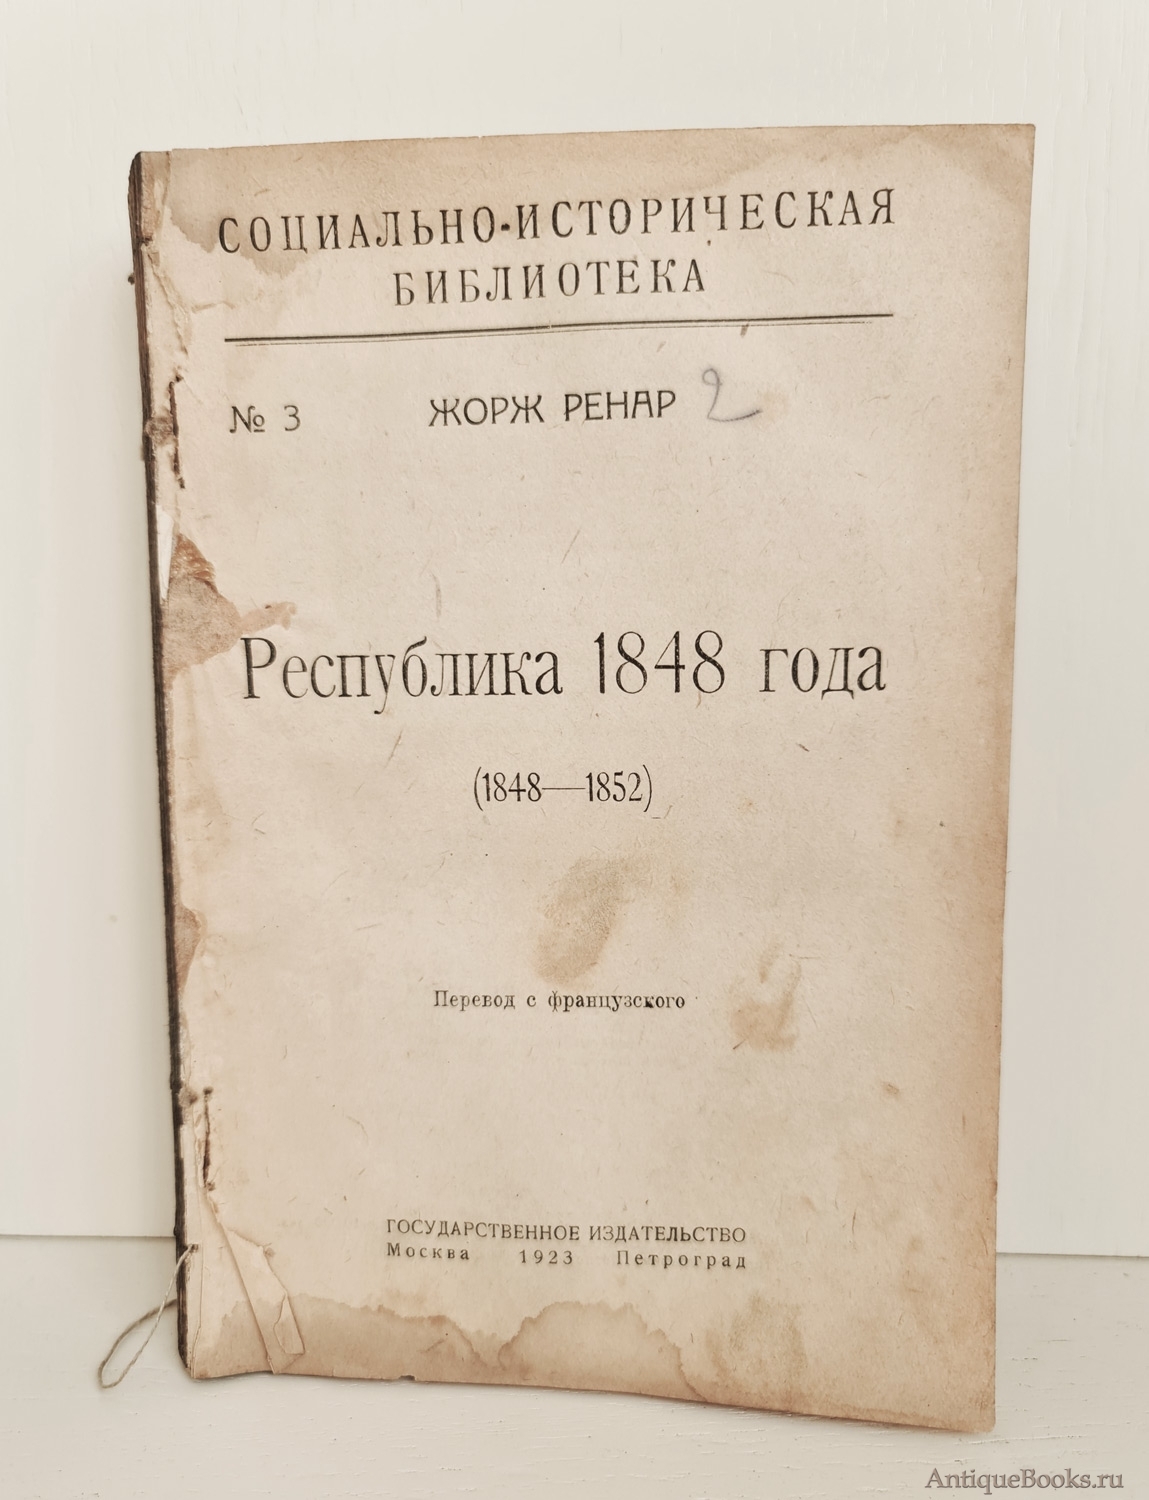 СОЦИАЛЬНО-ИСТОРИЧЕСКАЯ
БИБЛИОТЕКА
№ 3 ЖОРЖ РЕНАР 2
Республика 1848 года
(1848—1852)
Перевод с французского
ГОСУДАРСТВЕННОЕ ИЗДАТЕЛЬСТВО
Москва 1923 Петроград
AntiqueBooks.ru